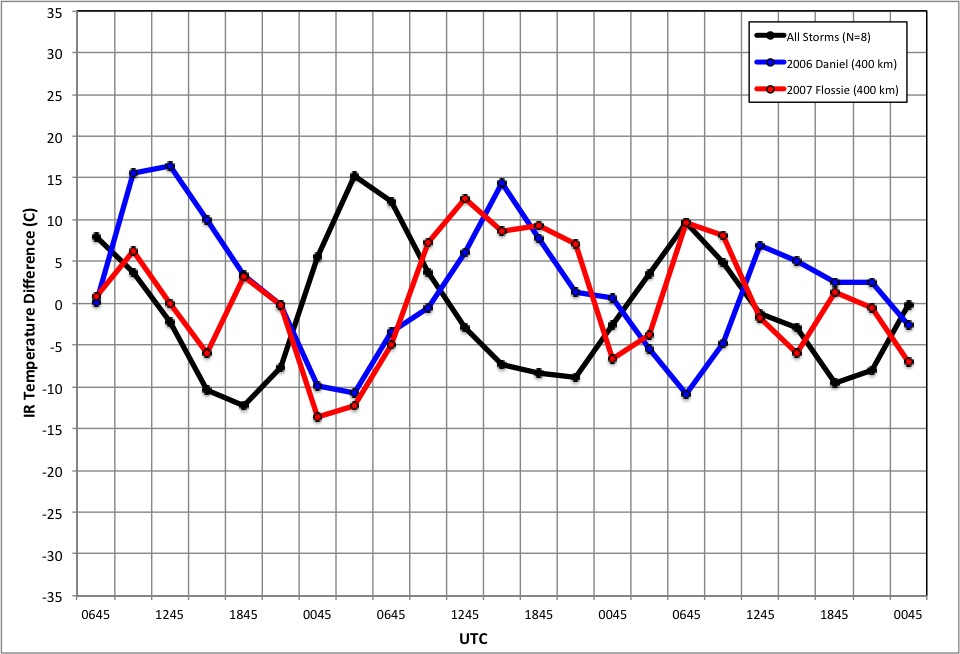 35
30
25
20
15
10
5
0
-5
-10
-15
-20
-25
-30
-35
IR Temperature Difference (C)
All Storms (N=8)
2006 Daniel (400 km)
2007 Flossie (400 km)
0645 1245 1845 0045 0645 1245 1845 0045 0645 1245 1845 0045
UTC